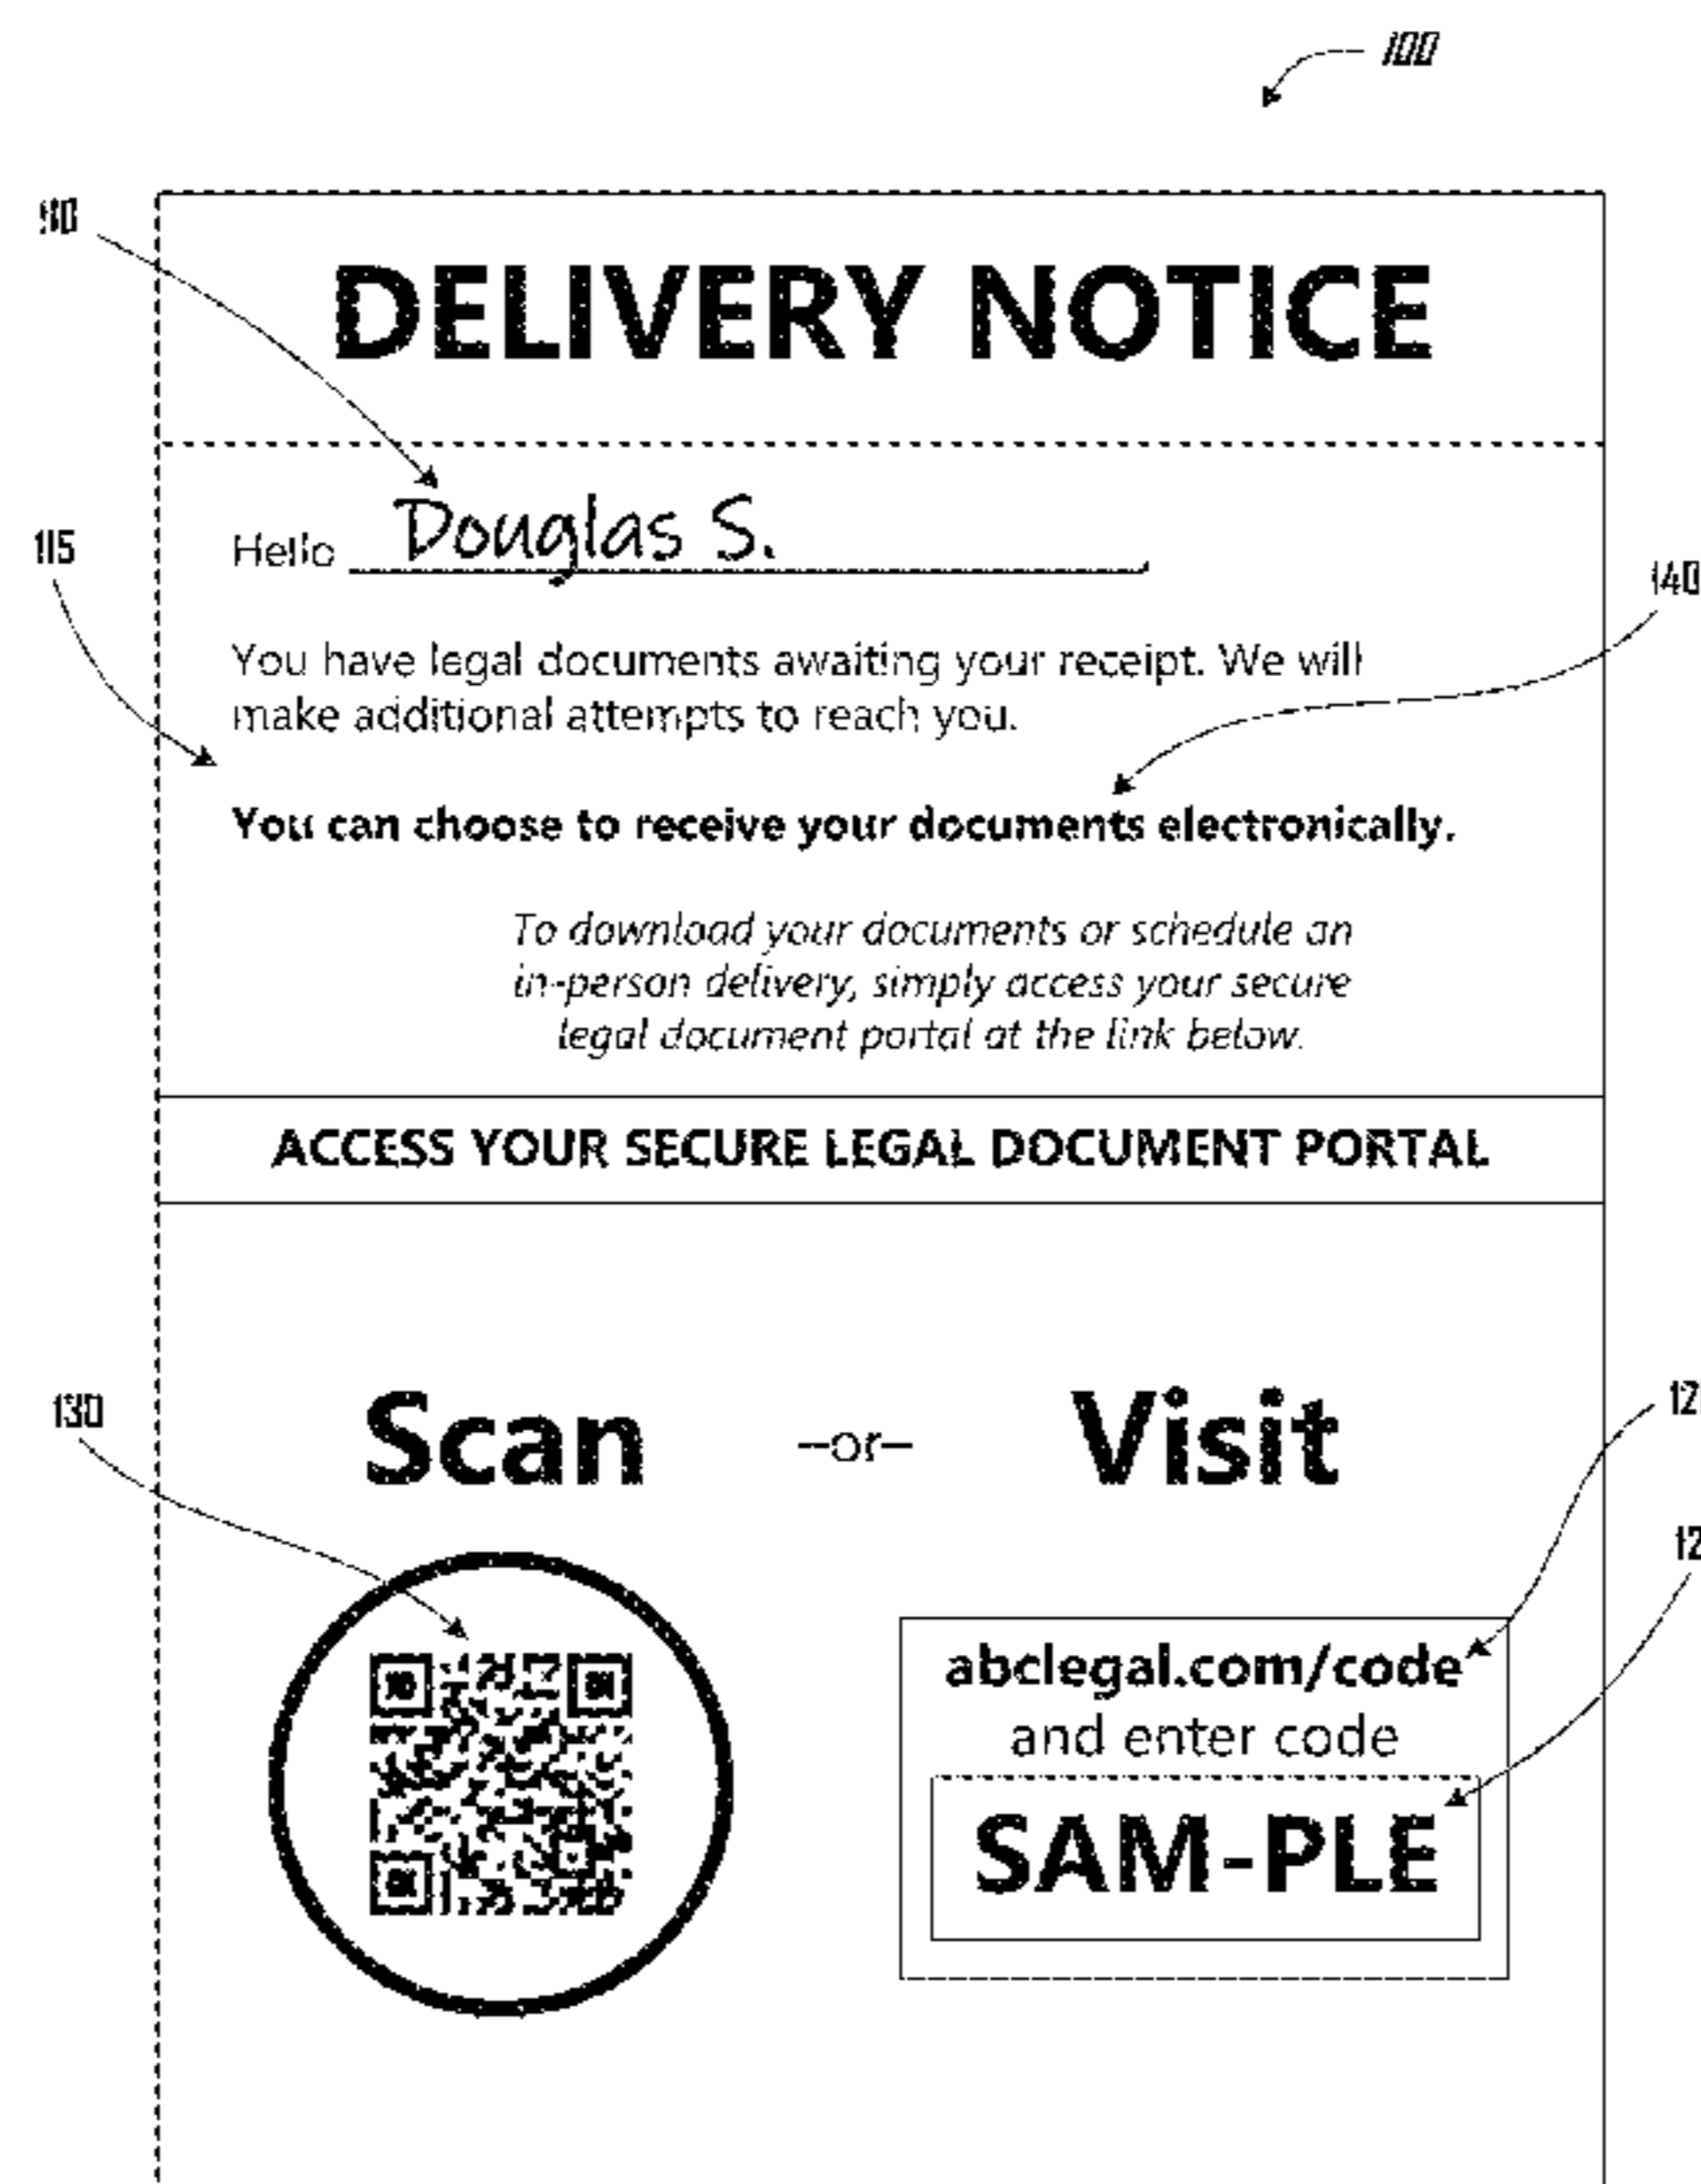 100
DELIVERY NOTICE
Hello Douglas S.,
115
140
You have legal documents awaiting your receipt. We will
make additional attempts to reach you.
You can choose to receive your documents electronically.
To download your documents or schedule an
in-person delivery, simply access your secure
legal document portal at the link below.
ACCESS YOUR SECURE LEGAL DOCUMENT PORTAL
130
Scan –or– Visit
abclegal.com/code
and enter code
SAM-PLE